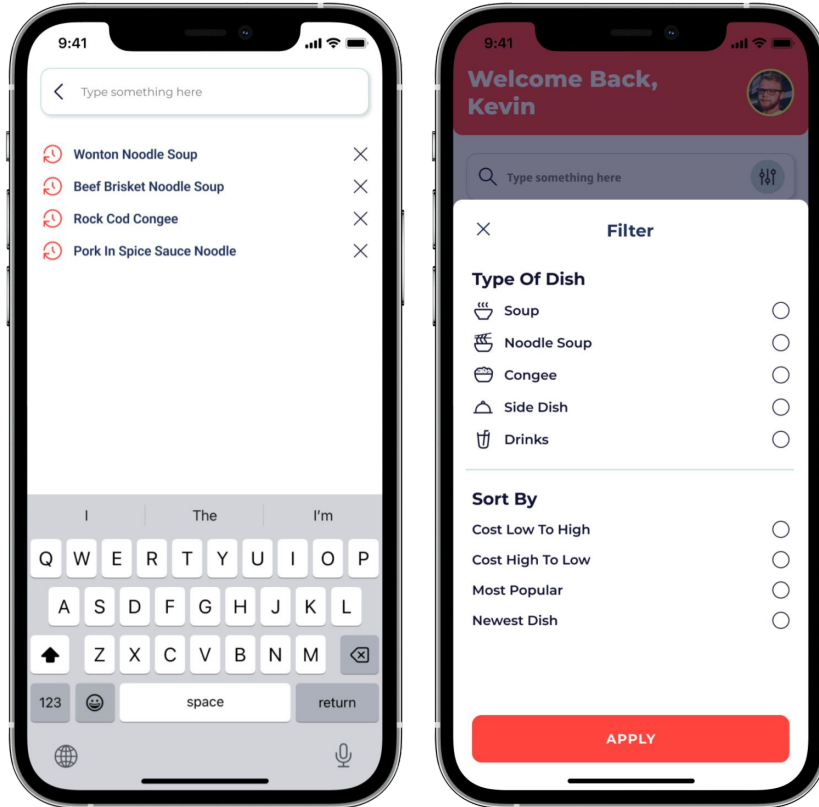 9:41
Type something here
Wonton Noodle Soup
Beef Brisket Noodle Soup
Rock Cod Congee
Pork In Spice Sauce Noodle
I The I'm
Q W E R T Y U I O P
A S D F G H J K L
Z X C V B N M
123 space return
9:41
Welcome Back,
Kevin
Type something here
Filter
Type Of Dish
Soup
Noodle Soup
Congee
Side Dish
Drinks
Sort By
Cost Low To High
Cost High To Low
Most Popular
Newest Dish
APPLY